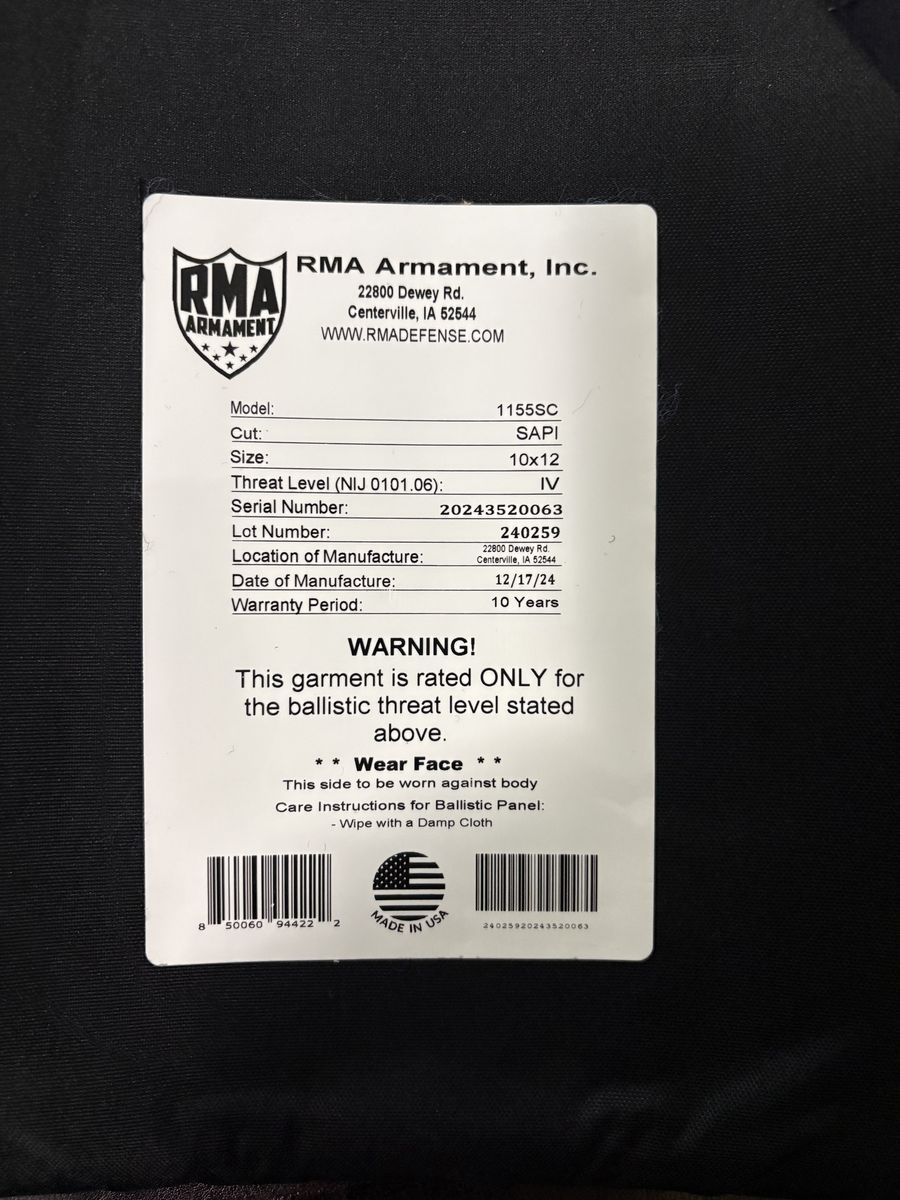 RMA
ARMAMENT
RMA Armament, Inc.
22800 Dewey Rd.
Centerville, IA 52544
WWW.RMADEFENSE.COM
Model: 1155SC
Cut: SAPI
Size: 10x12
Threat Level (NIJ 0101.06): IV
Serial Number: 20243520063
Lot Number: 240259
Location of Manufacture: 22800 Dewey Rd.
Centerville, IA 52544
Date of Manufacture: 12/17/24
Warranty Period: 10 Years
WARNING!
This garment is rated ONLY for
the ballistic threat level stated
above.
* * Wear Face * *
This side to be worn against body
Care Instructions for Ballistic Panel:
- Wipe with a Damp Cloth
8 50060 94422 2
MADE IN USA
24025920243520063